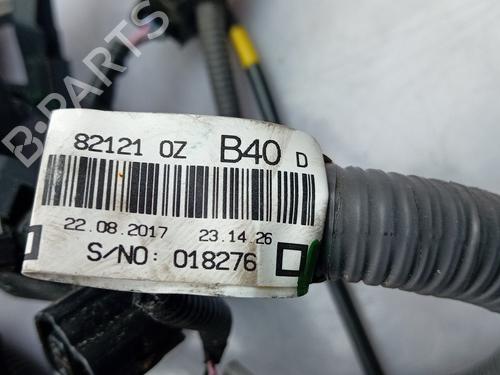 B-PARTS
82121 0Z B40 D
22.08.2017 23.14.26
S/NO: 018276